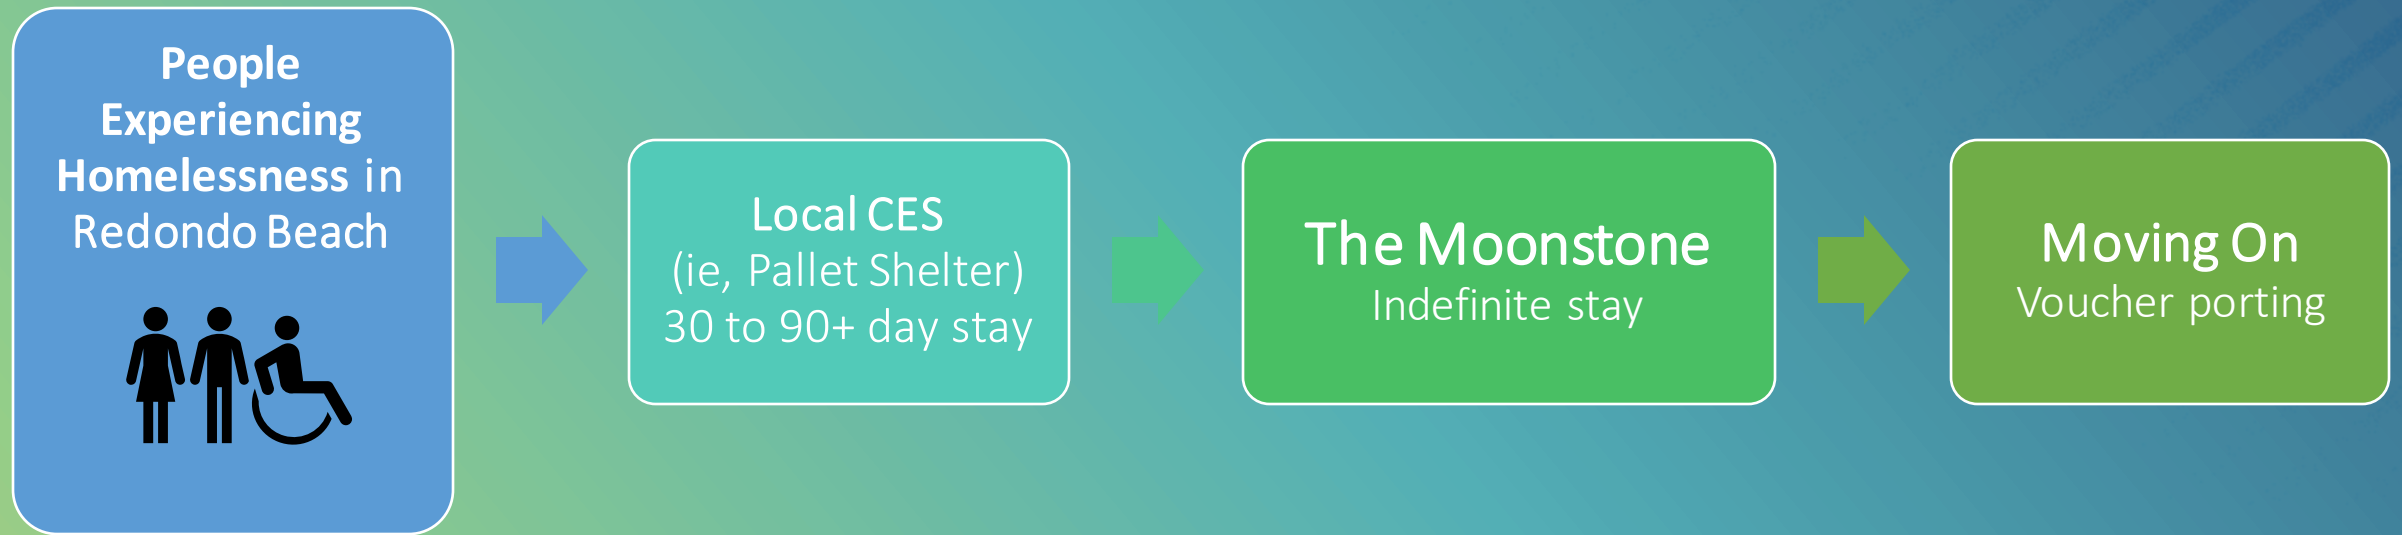 People
Experiencing
Homelessness in
Redondo Beach
Local CES
(ie, Pallet Shelter)
30 to 90+ day stay
The Moonstone
Indefinite stay
Moving On
Voucher porting